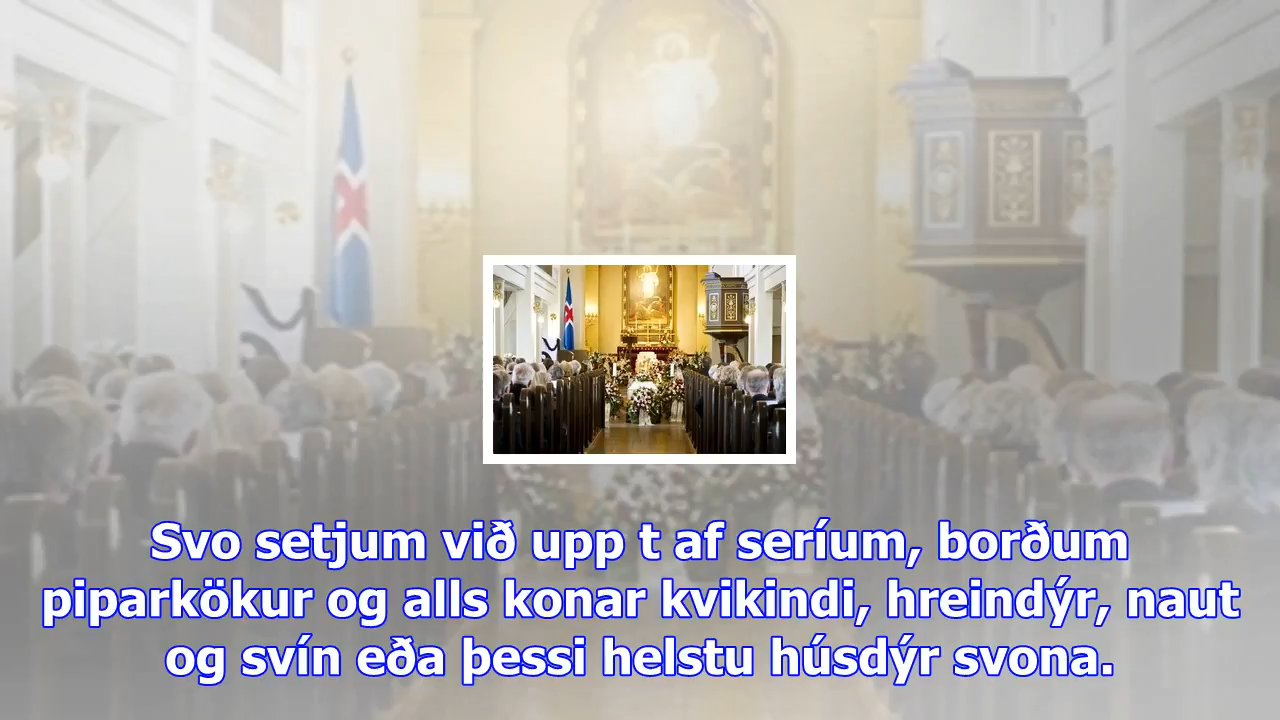 Svo setjum við upp t af seríum, borðum
piparkökur og alls konar kvikindi, hreindýr, naut
og svín eða þessi helstu húsdýr svona.